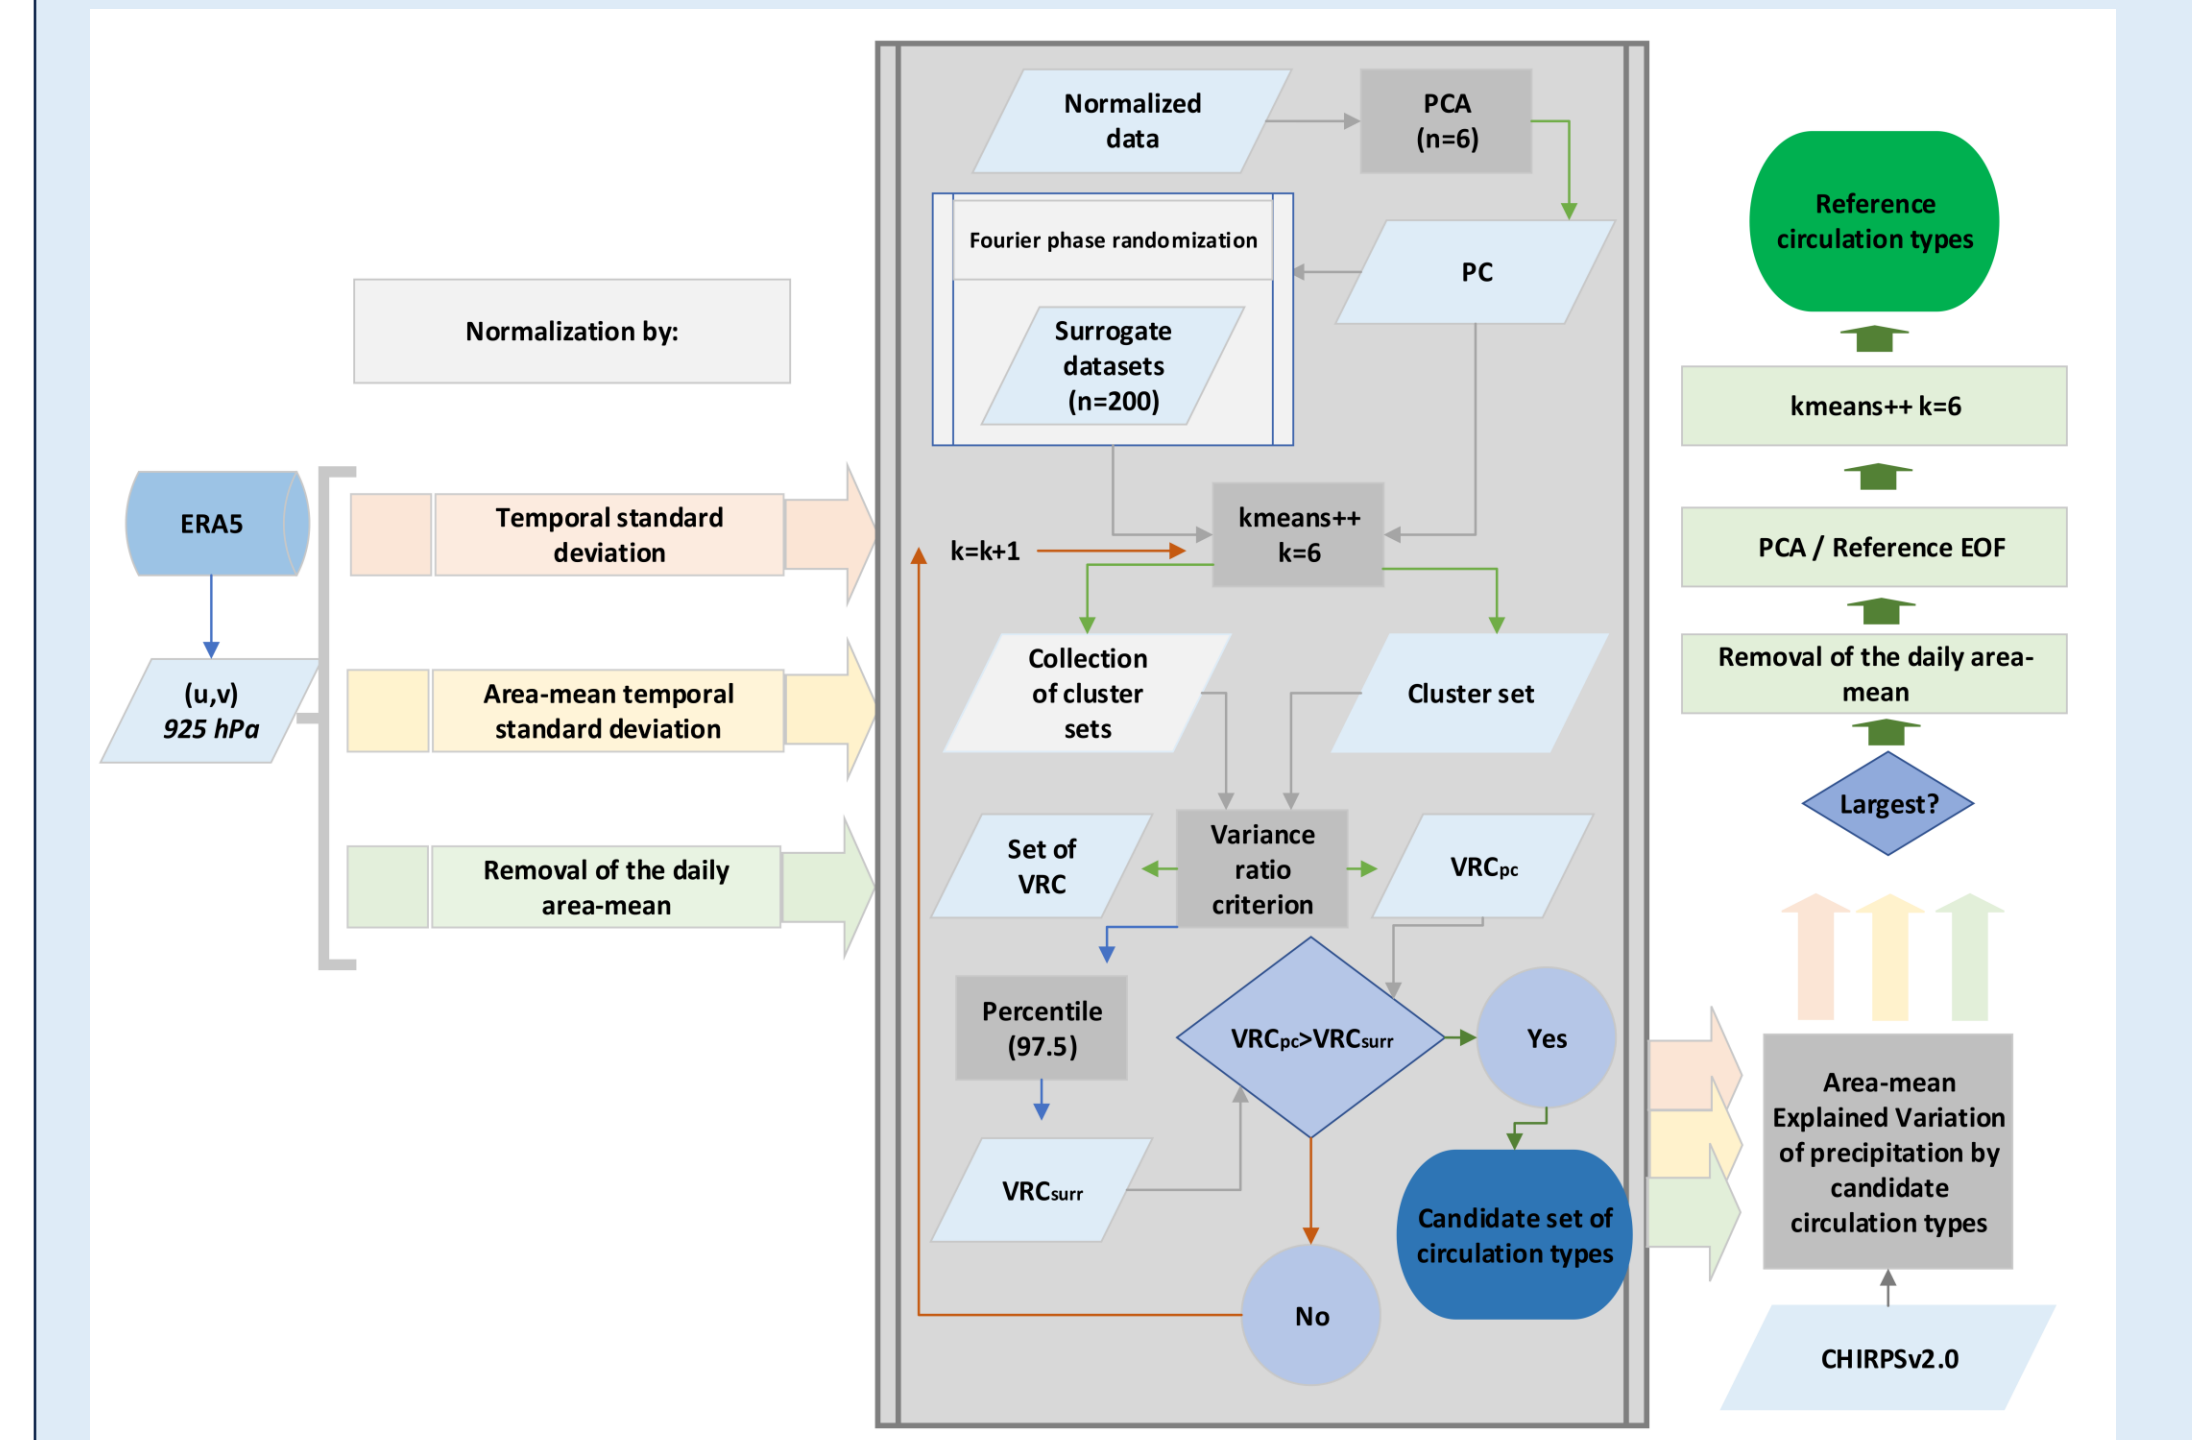 Normalized
data
PCA
(n=6)
Fourier phase randomization
PC
Surrogate
datasets
(n=200)
Normalization by:
ERA5
(u,v)
925 hPa
Temporal standard
deviation
Area-mean temporal
standard deviation
Removal of the daily
area-mean
k=k+1
kmeans++
k=6
Collection
of cluster
sets
Cluster set
Set of
VRC
Variance
ratio
criterion
VRCpc
Percentile
(97.5)
VRCpc>VRCsurr
Yes
VRCsurr
Candidate set of
circulation types
No
Reference
circulation types
kmeans++ k=6
PCA / Reference EOF
Removal of the daily area-
mean
Largest?
Area-mean
Explained Variation
of precipitation by
candidate
circulation types
CHIRPSv2.0